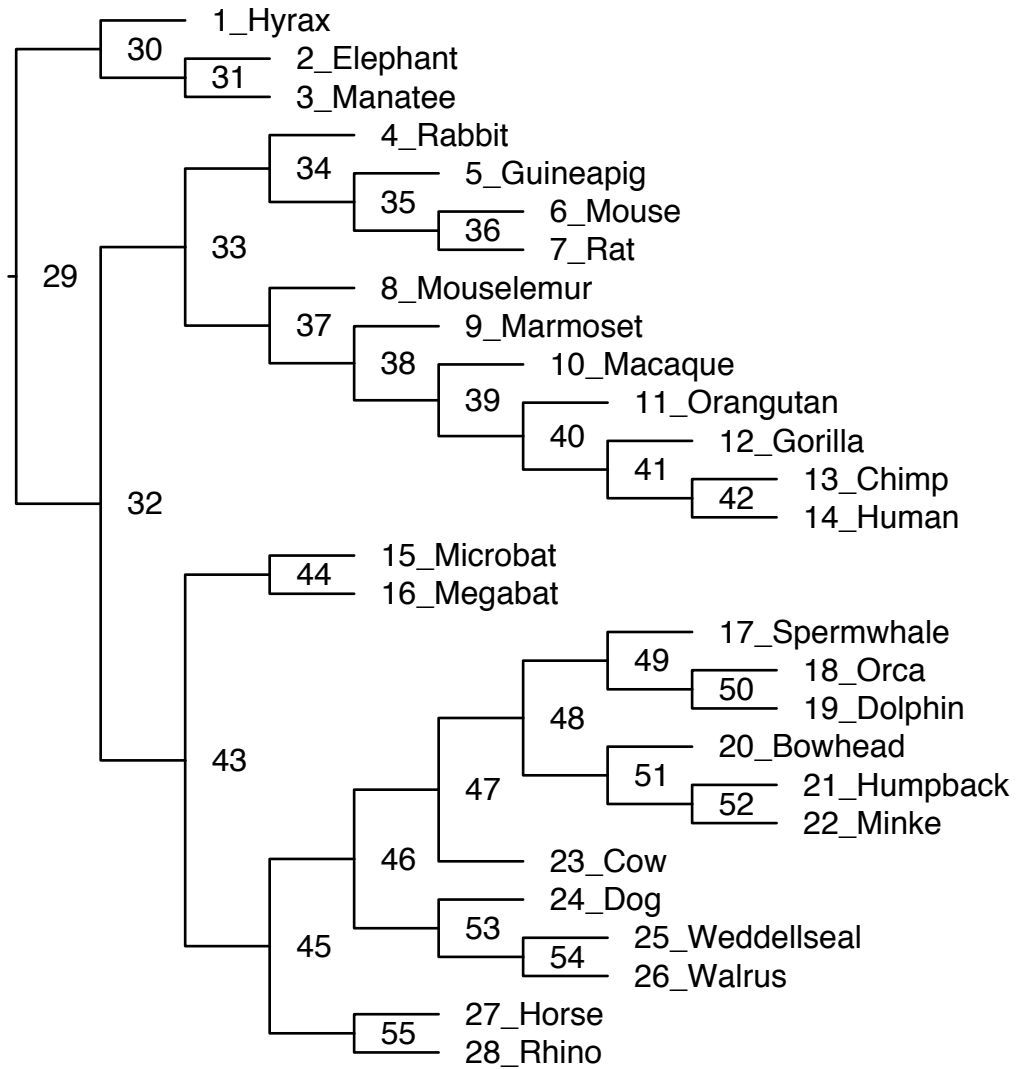 1_Hyrax
30
2_Elephant
31
3_Manatee
4_Rabbit
34
5_Guineapig
35
6_Mouse
36
7_Rat
33
29
8_Mouselemur
37
9_Marmoset
38
10_Macaque
39
11_Orangutan
40
12_Gorilla
41
13_Chimp
42
14_Human
32
15_Microbat
44
16_Megabat
17_Spermwhale
49
18_Orca
50
19_Dolphin
48
20_Bowhead
43
51
21_Humpback
47
52
22_Minke
46
23_Cow
24_Dog
53
25_Weddellseal
45
54
26_Walrus
27_Horse
55
28_Rhino